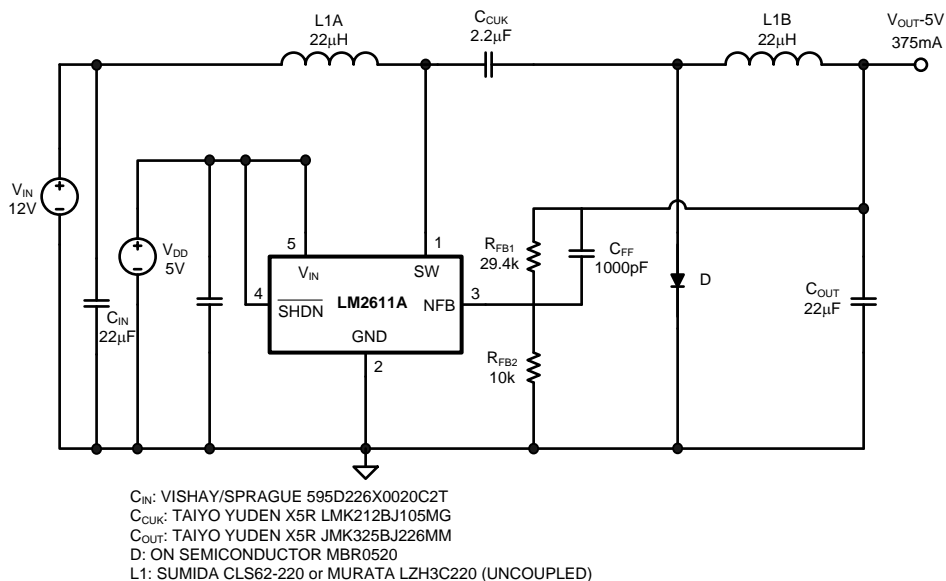 L1A
22μH
CCUK
2.2μF
L1B
22μH
VOUT-5V
375mA
VIN
12V
VDD
5V
CIN
22μF
5
VIN
1
SW
4
SHDN
LM2611A
NFB
3
GND
2
RFB1
29.4k
CFF
1000pF
RFB2
10k
D
COUT
22μF
CIN: VISHAY/SPRAGUE 595D226X0020C2T
CCUK: TAIYO YUDEN X5R LMK212BJ105MG
COUT: TAIYO YUDEN X5R JMK325BJ226MM
D: ON SEMICONDUCTOR MBR0520
L1: SUMIDA CLS62-220 or MURATA LZH3C220 (UNCOUPLED)